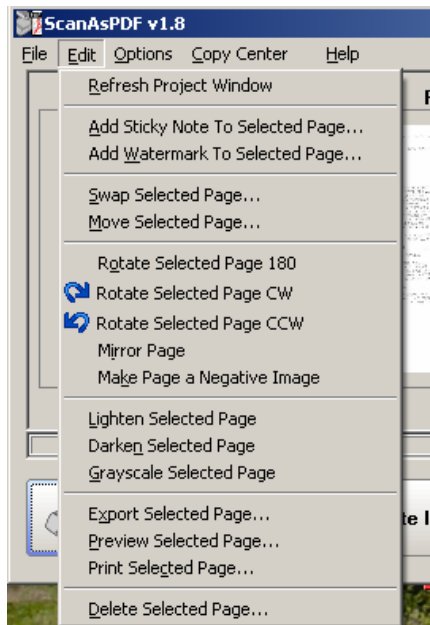 ScanAsPDF v1.8
File Edit Options Copy Center Help
Refresh Project Window
Add Sticky Note To Selected Page...
Add Watermark To Selected Page...
Swap Selected Page...
Move Selected Page...
Rotate Selected Page 180
Rotate Selected Page CW
Rotate Selected Page CCW
Mirror Page
Make Page a Negative Image
Lighten Selected Page
Darken Selected Page
Grayscale Selected Page
Export Selected Page...
Preview Selected Page...
Print Selected Page...
Delete Selected Page...